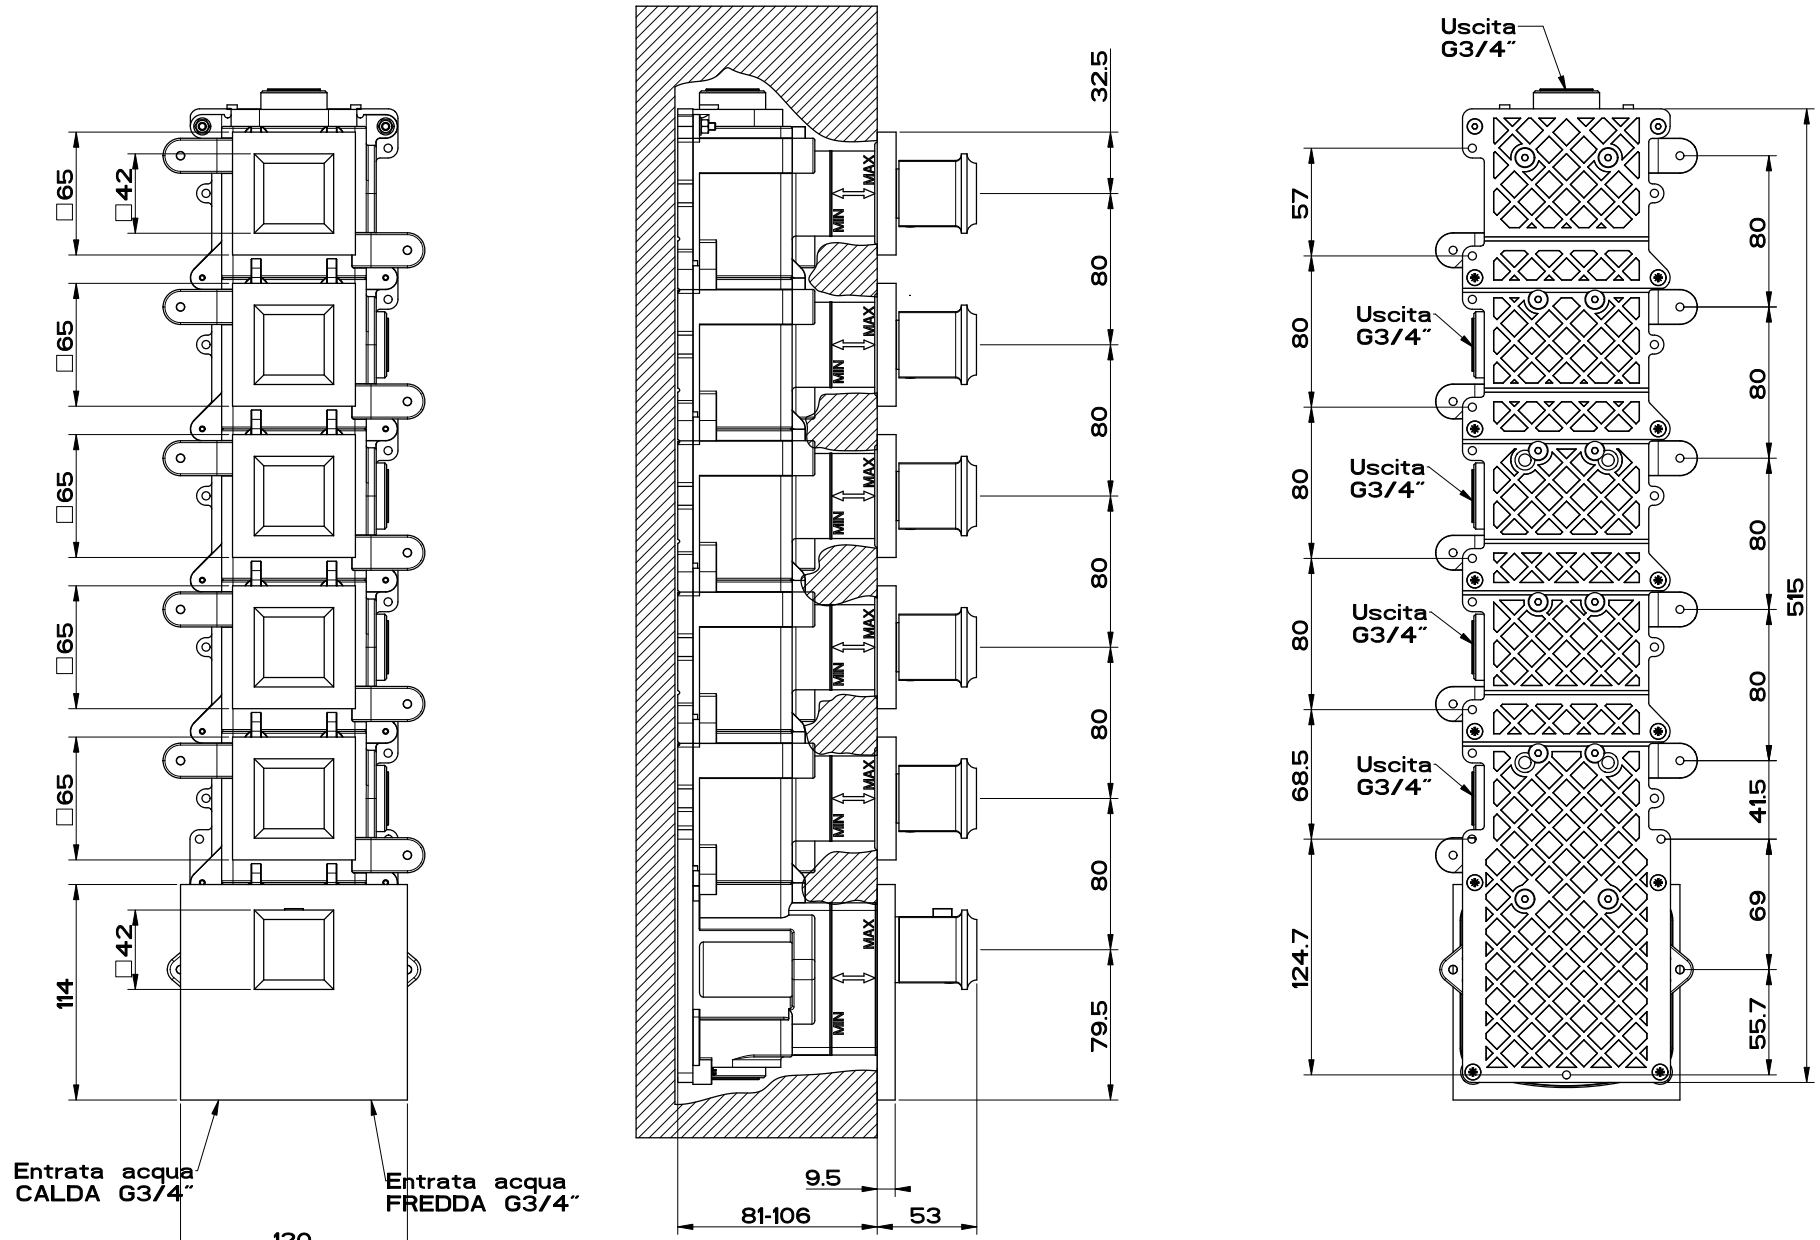 □65
□42
□65
□65
□65
□65
□42
114
Entrata acqua
CALDA G3/4"
Entrata acqua
FREDDA G3/4"
120
32.5
80
80
80
80
80
79.5
MAX
MIN
MAX
MIN
MAX
MIN
MAX
MIN
MAX
MIN
MAX
MIN
9.5
81-106
53
Uscita
G3/4"
57
80
Uscita
G3/4"
80
80
Uscita
G3/4"
80
80
Uscita
G3/4"
80
80
515
Uscita
G3/4"
68.5
41.5
124.7
69
55.7